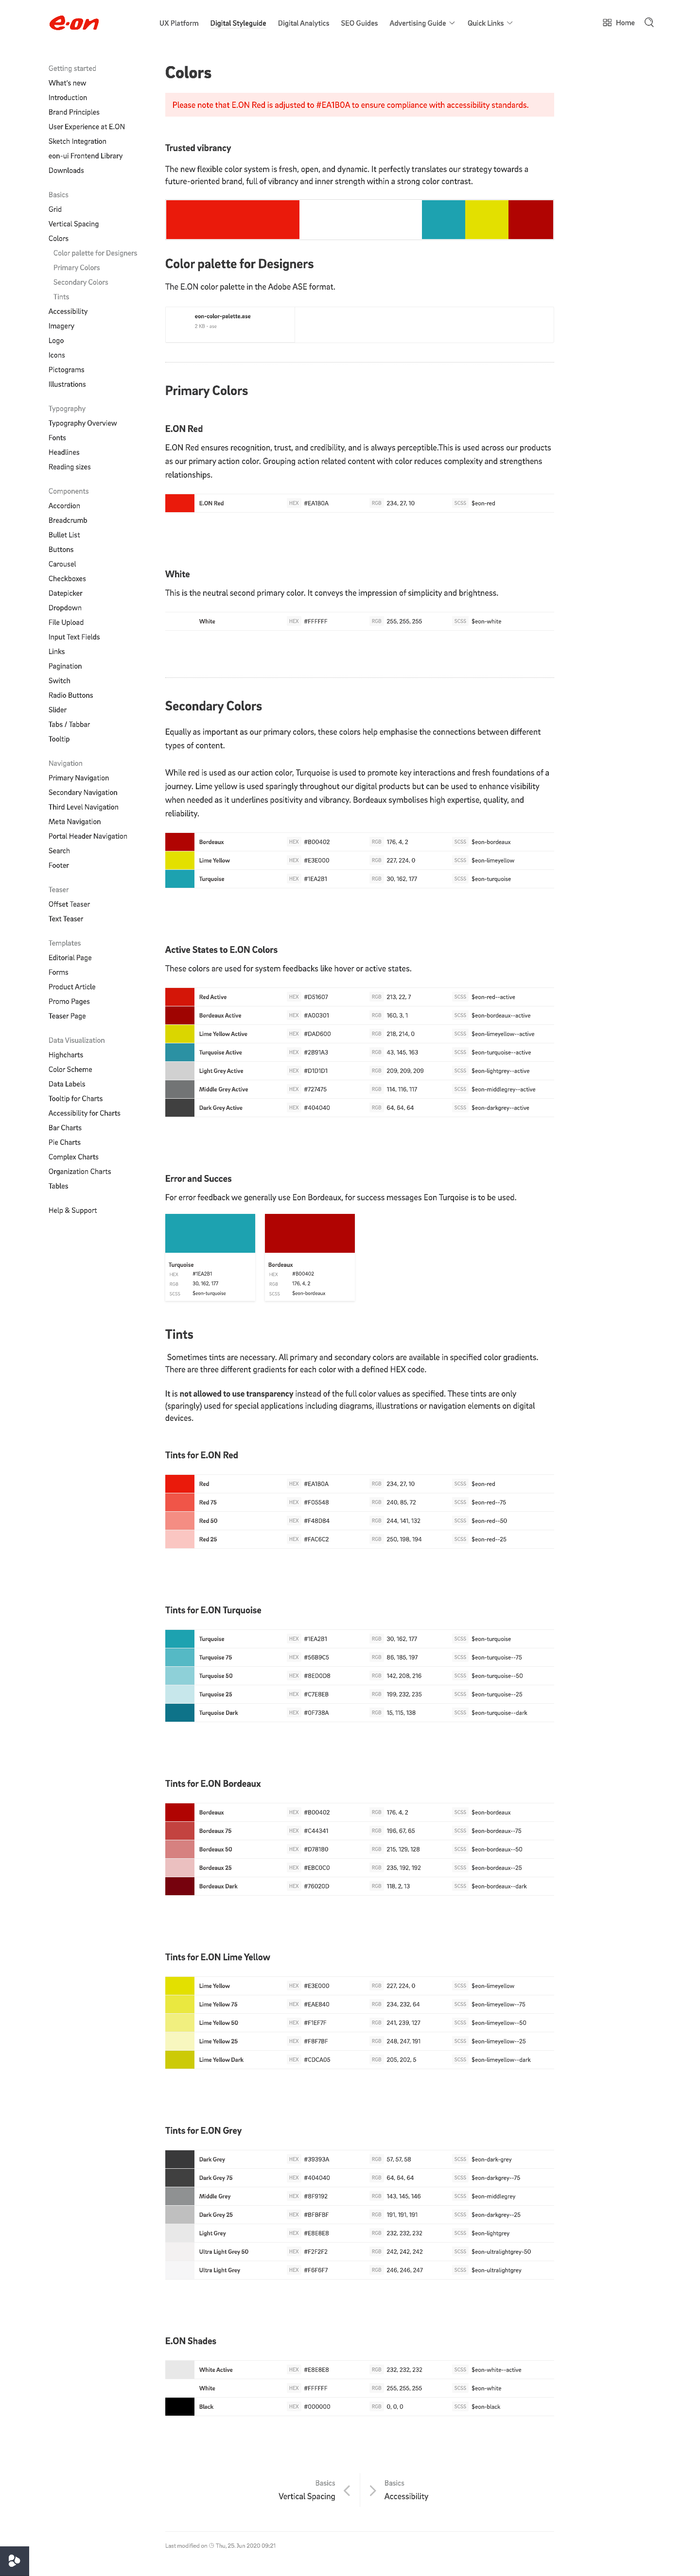 e·on
UX Platform
Digital Styleguide
Digital Analytics
SEO Guides
Advertising Guide
Quick Links
Home
Getting started
What's new
Introduction
Brand Principles
User Experience at E.ON
Sketch Integration
eon-ui Frontend Library
Downloads
Basics
Grid
Vertical Spacing
Colors
Color palette for Designers
Primary Colors
Secondary Colors
Tints
Accessibility
Imagery
Logo
Icons
Pictograms
Illustrations
Typography
Typography Overview
Fonts
Headlines
Reading sizes
Components
Accordion
Breadcrumb
Bullet List
Buttons
Carousel
Checkboxes
Datepicker
Dropdown
File Upload
Input Text Fields
Links
Pagination
Switch
Radio Buttons
Slider
Tabs / Tabbar
Tooltip
Navigation
Primary Navigation
Secondary Navigation
Third Level Navigation
Meta Navigation
Portal Header Navigation
Search
Footer
Teaser
Offset Teaser
Text Teaser
Templates
Editorial Page
Forms
Product Article
Promo Pages
Teaser Page
Data Visualization
Highcharts
Color Scheme
Data Labels
Tooltip for Charts
Accessibility for Charts
Bar Charts
Pie Charts
Complex Charts
Organization Charts
Tables
Help & Support
Colors
Please note that E.ON Red is adjusted to #EA1B0A to ensure compliance with accessibility standards.
Trusted vibrancy
The new flexible color system is fresh, open, and dynamic. It perfectly translates our strategy towards a
future-oriented brand, full of vibrancy and inner strength within a strong color contrast.
Color palette for Designers
The E.ON color palette in the Adobe ASE format.
eon-color-palette.ase
2 KB - ase
Primary Colors
E.ON Red
E.ON Red ensures recognition, trust, and credibility, and is always perceptible.This is used across our products
as our primary action color. Grouping action related content with color reduces complexity and strengthens
relationships.
E.ON Red HEX #EA1B0A RGB 234, 27, 10 SCSS $eon-red
White
This is the neutral second primary color. It conveys the impression of simplicity and brightness.
White HEX #FFFFFF RGB 255, 255, 255 SCSS $eon-white
Secondary Colors
Equally as important as our primary colors, these colors help emphasise the connections between different
types of content.
While red is used as our action color, Turquoise is used to promote key interactions and fresh foundations of a
journey. Lime yellow is used sparingly throughout our digital products but can be used to enhance visibility
when needed as it underlines positivity and vibrancy. Bordeaux symbolises high expertise, quality, and
reliability.
Bordeaux HEX #B00402 RGB 176, 4, 2 SCSS $eon-bordeaux
Lime Yellow HEX #E3E000 RGB 227, 224, 0 SCSS $eon-limeyellow
Turquoise HEX #1EA2B1 RGB 30, 162, 177 SCSS $eon-turquoise
Active States to E.ON Colors
These colors are used for system feedbacks like hover or active states.
Red Active HEX #D51607 RGB 213, 22, 7 SCSS $eon-red--active
Bordeaux Active HEX #A00301 RGB 160, 3, 1 SCSS $eon-bordeaux--active
Lime Yellow Active HEX #DAD600 RGB 218, 214, 0 SCSS $eon-limeyellow--active
Turquoise Active HEX #2B91A3 RGB 43, 145, 163 SCSS $eon-turquoise--active
Light Grey Active HEX #D1D1D1 RGB 209, 209, 209 SCSS $eon-lightgrey--active
Middle Grey Active HEX #727475 RGB 114, 116, 117 SCSS $eon-middlegrey--active
Dark Grey Active HEX #404040 RGB 64, 64, 64 SCSS $eon-darkgrey--active
Error and Succes
For error feedback we generally use Eon Bordeaux, for success messages Eon Turqoise is to be used.
Turquoise
HEX #1EA2B1
RGB 30, 162, 177
SCSS $eon-turquoise
Bordeaux
HEX #B00402
RGB 176, 4, 2
SCSS $eon-bordeaux
Tints
Sometimes tints are necessary. All primary and secondary colors are available in specified color gradients.
There are three different gradients for each color with a defined HEX code.
It is not allowed to use transparency instead of the full color values as specified. These tints are only
(sparingly) used for special applications including diagrams, illustrations or navigation elements on digital
devices.
Tints for E.ON Red
Red HEX #EA1B0A RGB 234, 27, 10 SCSS $eon-red
Red 75 HEX #F05548 RGB 240, 85, 72 SCSS $eon-red--75
Red 50 HEX #F48D84 RGB 244, 141, 132 SCSS $eon-red--50
Red 25 HEX #FAC6C2 RGB 250, 198, 194 SCSS $eon-red--25
Tints for E.ON Turquoise
Turquoise HEX #1EA2B1 RGB 30, 162, 177 SCSS $eon-turquoise
Turquoise 75 HEX #56B9C5 RGB 86, 185, 197 SCSS $eon-turquoise--75
Turquoise 50 HEX #8ED0D8 RGB 142, 208, 216 SCSS $eon-turquoise--50
Turquoise 25 HEX #C7E8EB RGB 199, 232, 235 SCSS $eon-turquoise--25
Turquoise Dark HEX #0F738A RGB 15, 115, 138 SCSS $eon-turquoise--dark
Tints for E.ON Bordeaux
Bordeaux HEX #B00402 RGB 176, 4, 2 SCSS $eon-bordeaux
Bordeaux 75 HEX #C44341 RGB 196, 67, 65 SCSS $eon-bordeaux--75
Bordeaux 50 HEX #D78180 RGB 215, 129, 128 SCSS $eon-bordeaux--50
Bordeaux 25 HEX #EBC0C0 RGB 235, 192, 192 SCSS $eon-bordeaux--25
Bordeaux Dark HEX #76020D RGB 118, 2, 13 SCSS $eon-bordeaux--dark
Tints for E.ON Lime Yellow
Lime Yellow HEX #E3E000 RGB 227, 224, 0 SCSS $eon-limeyellow
Lime Yellow 75 HEX #EAE840 RGB 234, 232, 64 SCSS $eon-limeyellow--75
Lime Yellow 50 HEX #F1EF7F RGB 241, 239, 127 SCSS $eon-limeyellow--50
Lime Yellow 25 HEX #F8F7BF RGB 248, 247, 191 SCSS $eon-limeyellow--25
Lime Yellow Dark HEX #CDCA05 RGB 205, 202, 5 SCSS $eon-limeyellow--dark
Tints for E.ON Grey
Dark Grey HEX #39393A RGB 57, 57, 58 SCSS $eon-dark-grey
Dark Grey 75 HEX #404040 RGB 64, 64, 64 SCSS $eon-darkgrey--75
Middle Grey HEX #8F9192 RGB 143, 145, 146 SCSS $eon-middlegrey
Dark Grey 25 HEX #BFBFBF RGB 191, 191, 191 SCSS $eon-darkgrey--25
Light Grey HEX #E8E8E8 RGB 232, 232, 232 SCSS $eon-lightgrey
Ultra Light Grey 50 HEX #F2F2F2 RGB 242, 242, 242 SCSS $eon-ultralightgrey-50
Ultra Light Grey HEX #F6F6F7 RGB 246, 246, 247 SCSS $eon-ultralightgrey
E.ON Shades
White Active HEX #E8E8E8 RGB 232, 232, 232 SCSS $eon-white--active
White HEX #FFFFFF RGB 255, 255, 255 SCSS $eon-white
Black HEX #000000 RGB 0, 0, 0 SCSS $eon-black
Basics
Vertical Spacing
Basics
Accessibility
Last modified on Thu, 25 Jun 2020 09:21